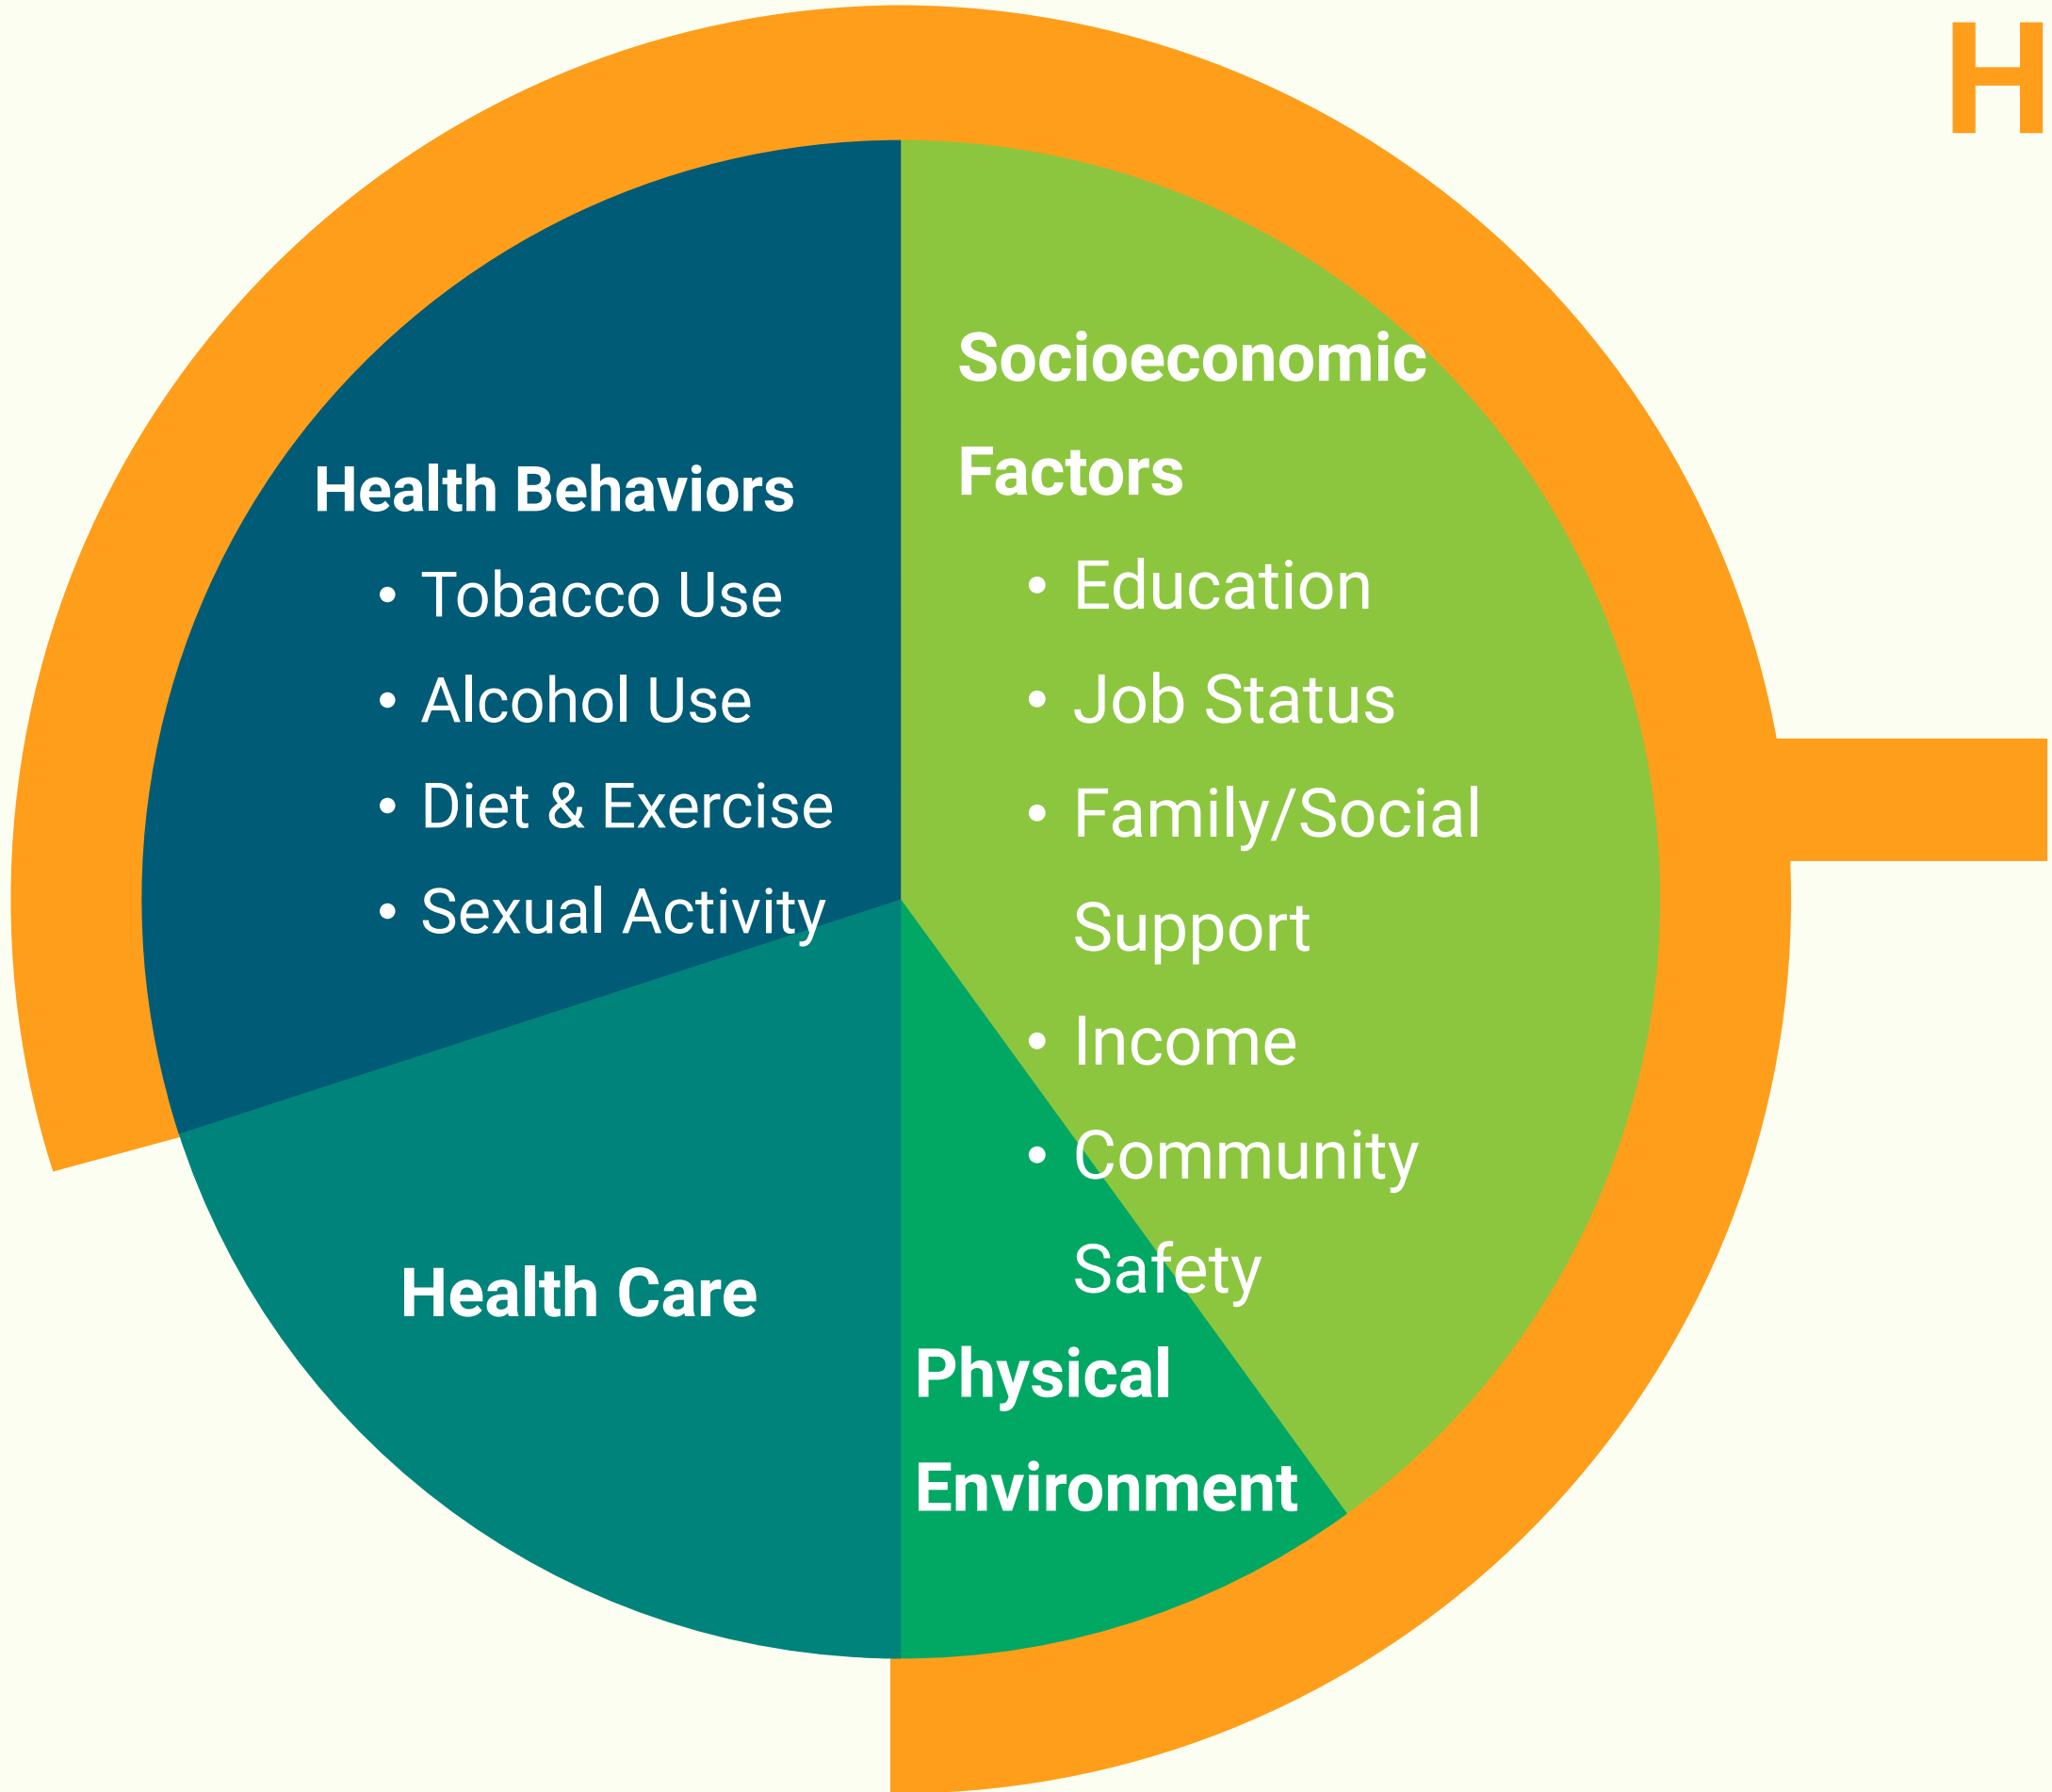 H
Health Behaviors
• Tobacco Use
• Alcohol Use
• Diet & Exercise
• Sexual Activity
Socioeconomic
Factors
• Education
• Job Status
• Family/Social
Support
• Income
• Community
Safety
Health Care
Physical
Environment